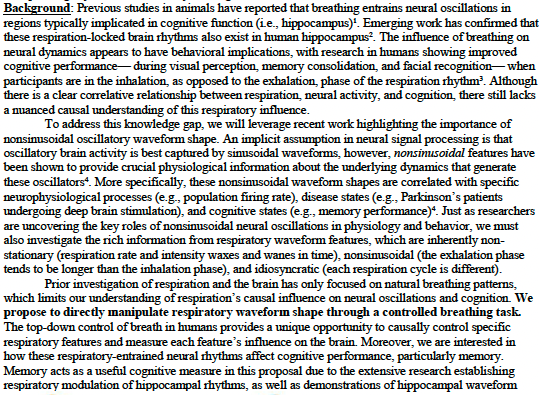 Background: Previous studies in animals have reported that breathing entrains neural oscillations in
regions typically implicated in cognitive function (i.e., hippocampus)¹. Emerging work has confirmed that
these respiration-locked brain rhythms also exist in human hippocampus². The influence of breathing on
neural dynamics appears to have behavioral implications, with research in humans showing improved
cognitive performance— during visual perception, memory consolidation, and facial recognition— when
participants are in the inhalation, as opposed to the exhalation, phase of the respiration rhythm³. Although
there is a clear correlative relationship between respiration, neural activity, and cognition, there still lacks
a nuanced causal understanding of this respiratory influence.
To address this knowledge gap, we will leverage recent work highlighting the importance of
nonsinusoidal oscillatory waveform shape. An implicit assumption in neural signal processing is that
oscillatory brain activity is best captured by sinusoidal waveforms, however, nonsinusoidal features have
been shown to provide crucial physiological information about the underlying dynamics that generate
these oscillators⁴. More specifically, these nonsinusoidal waveform shapes are correlated with specific
neurophysiological processes (e.g., population firing rate), disease states (e.g., Parkinson's patients
undergoing deep brain stimulation), and cognitive states (e.g., memory performance)⁴. Just as researchers
are uncovering the key roles of nonsinusoidal neural oscillations in physiology and behavior, we must
also investigate the rich information from respiratory waveform features, which are inherently non-
stationary (respiration rate and intensity waxes and wanes in time), nonsinusoidal (the exhalation phase
tends to be longer than the inhalation phase), and idiosyncratic (each respiration cycle is different).
Prior investigation of respiration and the brain has only focused on natural breathing patterns,
which limits our understanding of respiration's causal influence on neural oscillations and cognition. We
propose to directly manipulate respiratory waveform shape through a controlled breathing task.
The top-down control of breath in humans provides a unique opportunity to causally control specific
respiratory features and measure each feature's influence on the brain. Moreover, we are interested in
how these respiratory-entrained neural rhythms affect cognitive performance, particularly memory.
Memory acts as a useful cognitive measure in this proposal due to the extensive research establishing
respiratory modulation of hippocampal rhythms, as well as demonstrations of hippocampal waveform